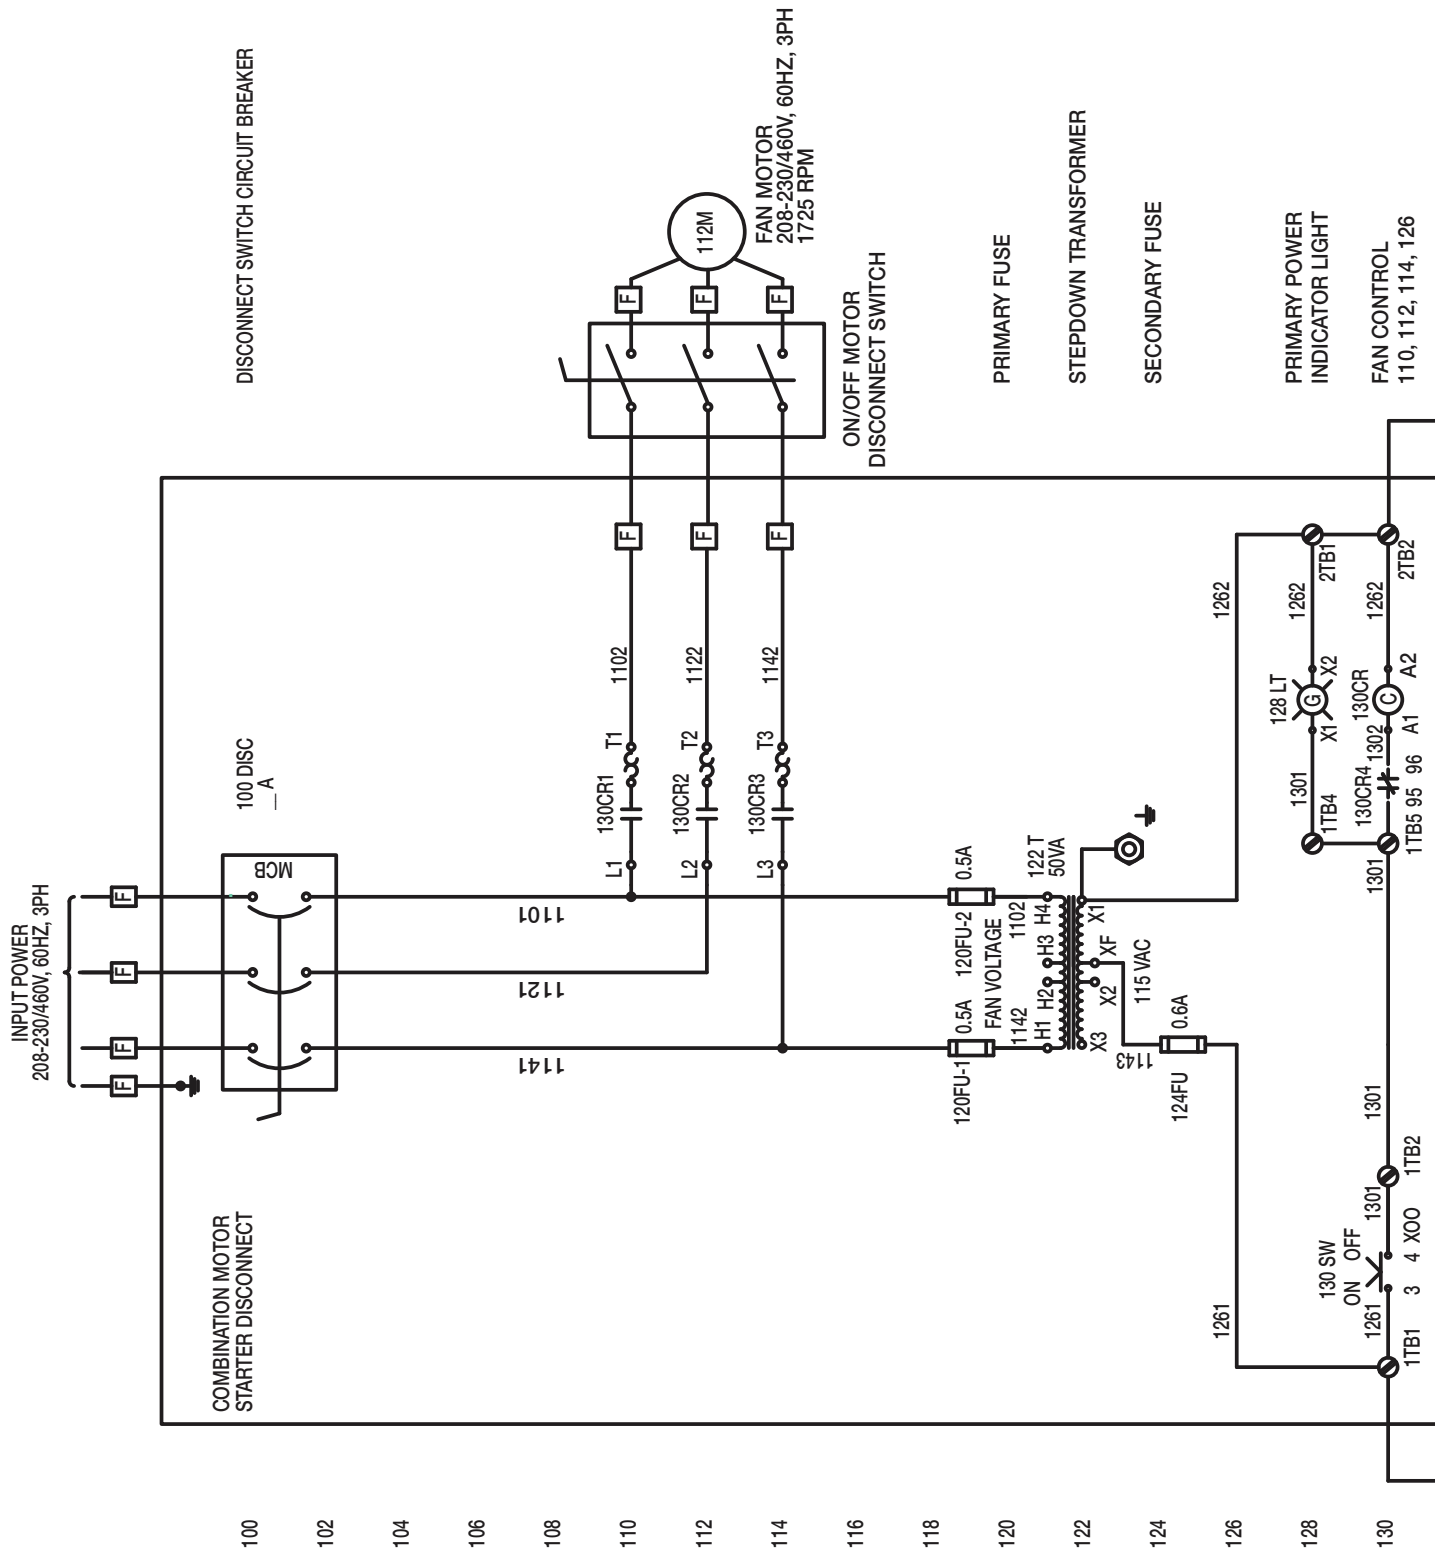 INPUT POWER
208-230/460V, 60HZ, 3PH
F
F
F
F
COMBINATION MOTOR
STARTER DISCONNECT
100 DISC
_ A
MCB
DISCONNECT SWITCH CIRCUIT BREAKER
1141
1121
1101
L1
130CR1
T1
1102
F
F
L2
130CR2
T2
1122
F
F
112M
L3
130CR3
T3
1142
F
F
FAN MOTOR
208-230/460V, 60HZ, 3PH
1725 RPM
ON/OFF MOTOR
DISCONNECT SWITCH
120FU-1
0.5A
120FU-2
0.5A
PRIMARY FUSE
FAN VOLTAGE
1142
1102
H1
H2
H3
H4
122 T
50VA
STEPDOWN TRANSFORMER
X3
X2
XF
X1
115 VAC
1143
124FU
0.6A
SECONDARY FUSE
1261
1262
128 LT
1301
1TB4
X1
G
X2
1262
2TB1
PRIMARY POWER
INDICATOR LIGHT
130 SW
ON
OFF
1261
1301
1301
1301
130CR4
1302
130CR
C
1262
1TB1
3
4
XOO
1TB2
1TB5
95
96
A1
A2
2TB2
FAN CONTROL
110, 112, 114, 126
100
102
104
106
108
110
112
114
116
118
120
122
124
126
128
130